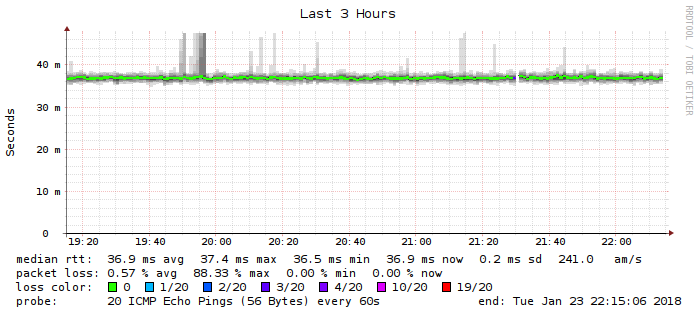 Last 3 Hours
RRDTOOL / TOBI OETIKER
Seconds
40 m
30 m
20 m
10 m
0
19:20 19:40 20:00 20:20 20:40 21:00 21:20 21:40 22:00
median rtt: 36.9 ms avg 37.4 ms max 36.5 ms min 36.9 ms now 0.2 ms sd 241.0 am/s
packet loss: 0.57 % avg 88.33 % max 0.00 % min 0.00 % now
loss color: 0 1/20 2/20 3/20 4/20 10/20 19/20
probe: 20 ICMP Echo Pings (56 Bytes) every 60s end: Tue Jan 23 22:15:06 2018